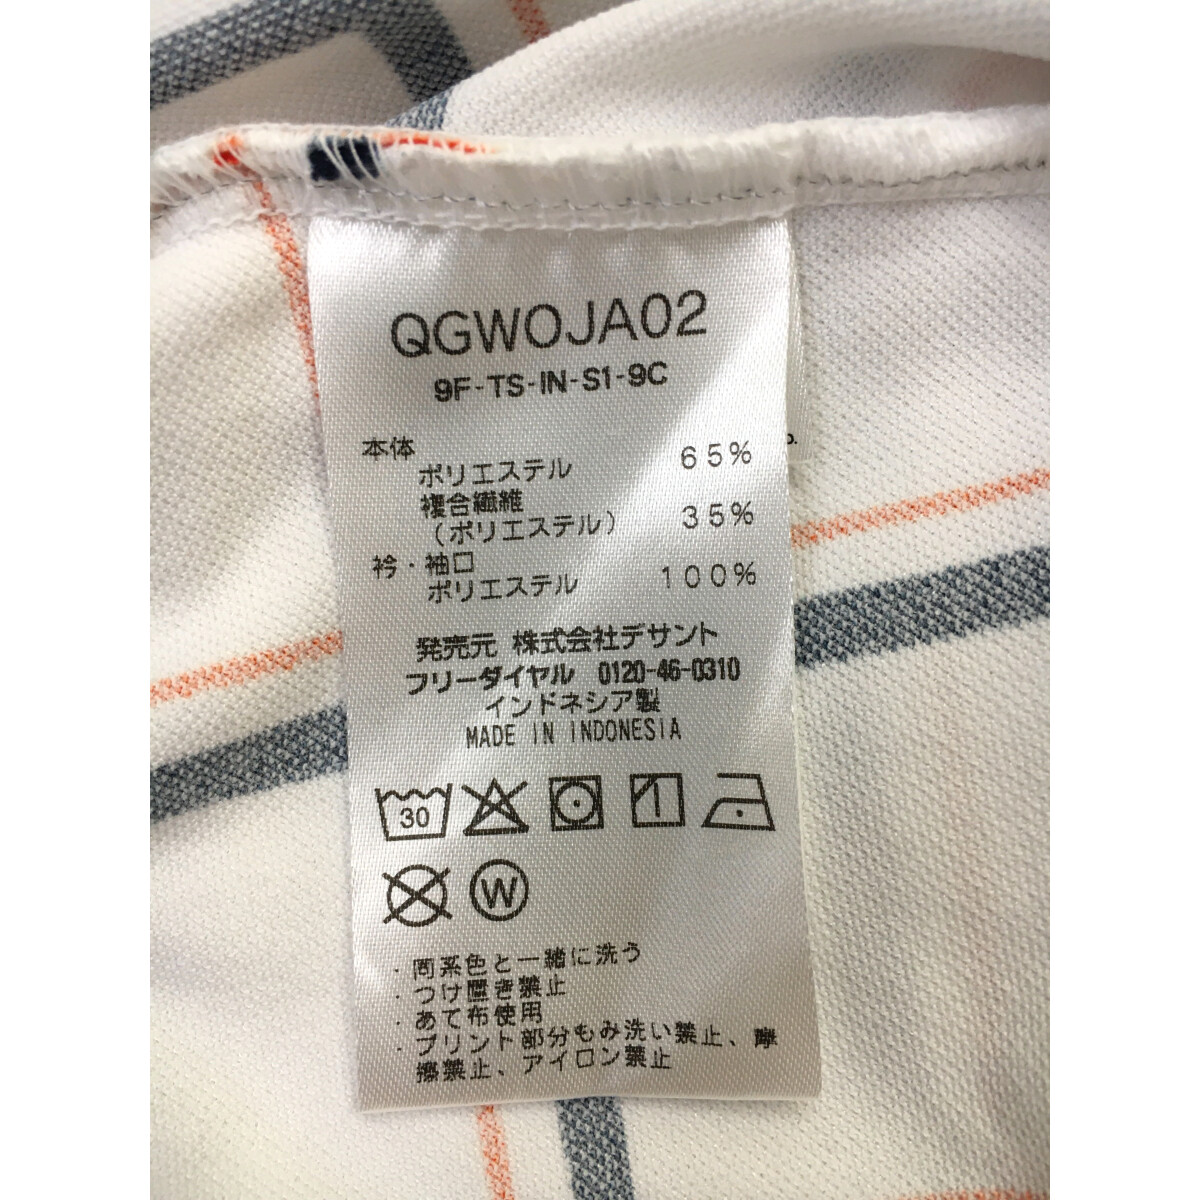 QGWOJA02
9F-TS-IN-S1-9C
本体
ポリエステル 65%
複合繊維
(ポリエステル) 35%
衿・袖口
ポリエステル 100%
発売元 株式会社デサント
フリーダイヤル 0120-46-0310
インドネシア製
MADE IN INDONESIA
30
W
・同系色と一緒に洗う
・つけ置き禁止
・あて布使用
・プリント部分もみ洗い禁止、摩
擦禁止、アイロン禁止